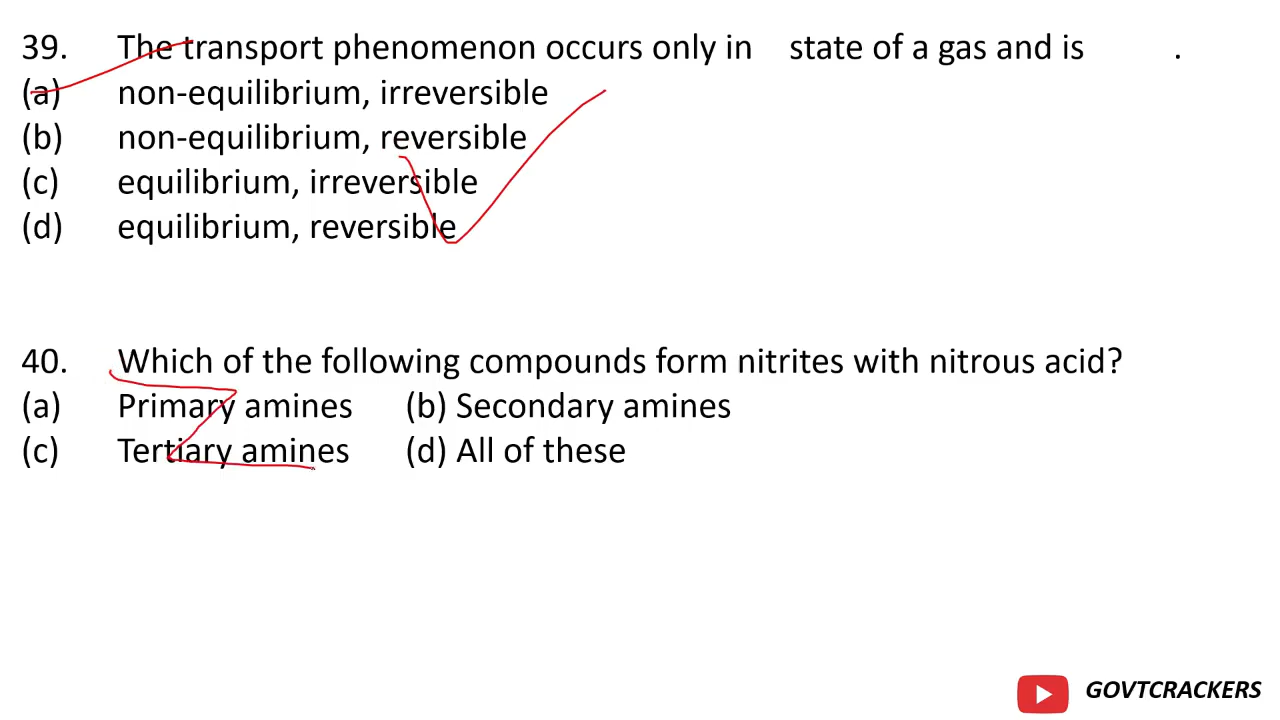 39. The transport phenomenon occurs only in state of a gas and is .
(a) non-equilibrium, irreversible
(b) non-equilibrium, reversible
(c) equilibrium, irreversible
(d) equilibrium, reversible
40. Which of the following compounds form nitrites with nitrous acid?
(a) Primary amines (b) Secondary amines
(c) Tertiary amines (d) All of these
GOVTCRACKERS